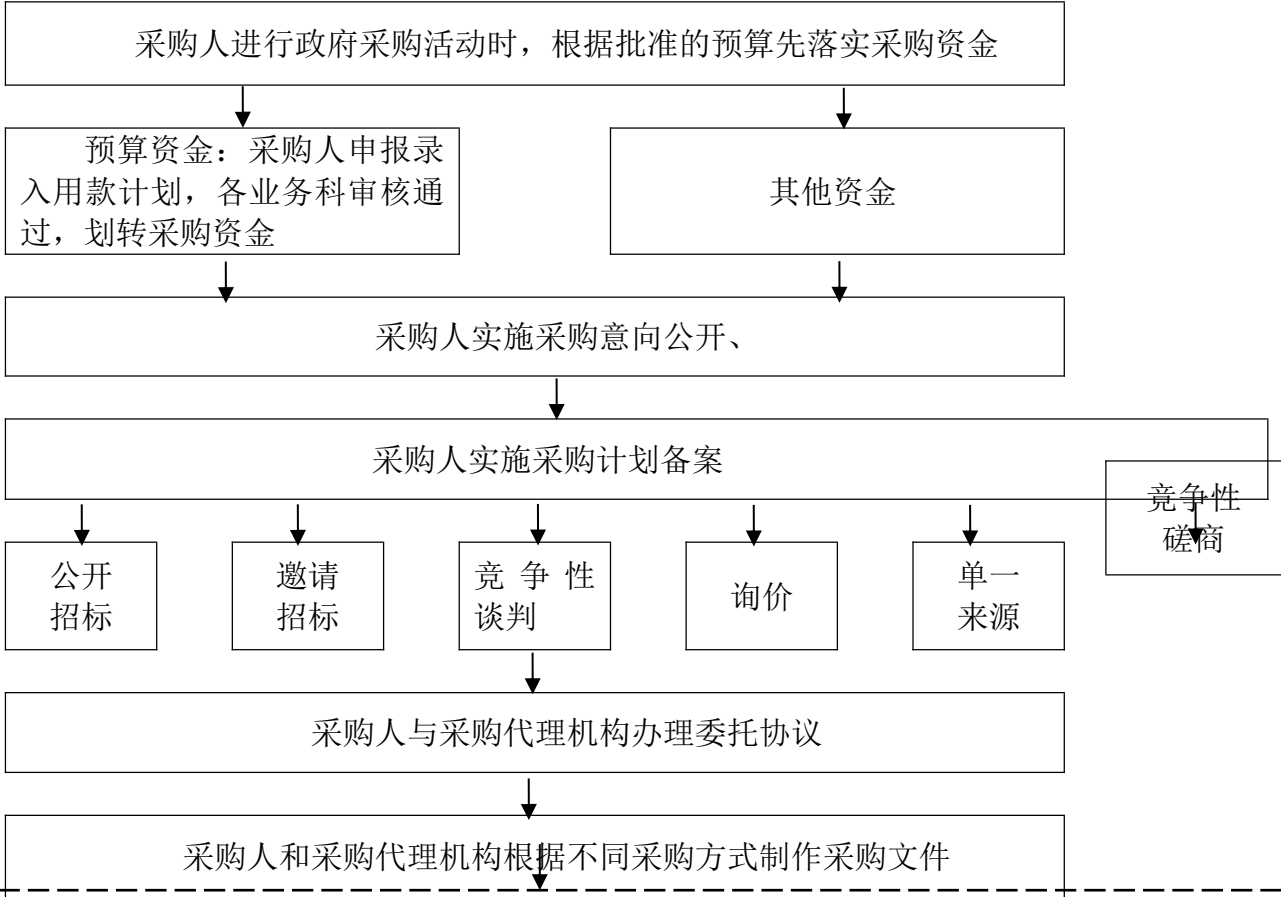 采购人进行政府采购活动时，根据批准的预算先落实采购资金
预算资金：采购人申报录
入用款计划，各业务科审核通
过，划转采购资金
其他资金
采购人实施采购意向公开、
采购人实施采购计划备案
竞争性
磋商
公开
招标
邀请
招标
竞争性
谈判
询价
单一
来源
采购人与采购代理机构办理委托协议
采购人和采购代理机构根据不同采购方式制作采购文件